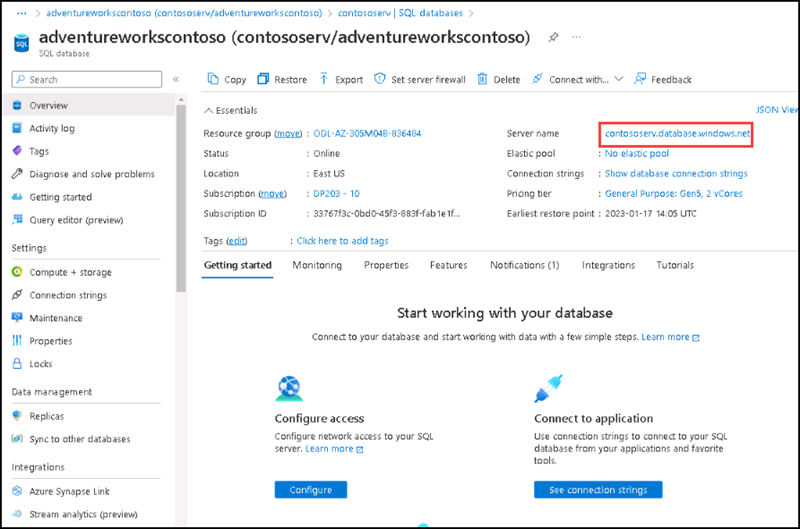 ··· > adventureworkscontoso (contososerv/adventureworkscontoso) > contososerv | SQL databases >
adventureworkscontoso (contososerv/adventureworkscontoso) ···
SQL
SQL database
Search «
Copy Restore Export Set server firewall Delete Connect with... Feedback
Overview
Activity log
Tags
Diagnose and solve problems
Getting started
Query editor (preview)
Settings
Compute + storage
Connection strings
Maintenance
Properties
Locks
Data management
Replicas
Sync to other databases
Integrations
Azure Synapse Link
Stream analytics (preview)
Essentials JSON View
Resource group (move) : ODL-AZ-305M04B-836484
Status : Online
Location : East US
Subscription (move) : DP203 - 10
Subscription ID : 33767f3c-0bd0-45f3-883f-fab1e1f...
Server name : contososerv.database.windows.net
Elastic pool : No elastic pool
Connection strings : Show database connection strings
Pricing tier : General Purpose: Gen5, 2 vCores
Earliest restore point : 2023-01-17 14:05 UTC
Tags (edit) : Click here to add tags
Getting started Monitoring Properties Features Notifications (1) Integrations Tutorials
Start working with your database
Connect to your database and start working with data with a few simple steps. Learn more
Configure access
Configure network access to your SQL
server. Learn more
Configure
Connect to application
Use connection strings to connect to your SQL
database from your applications and favorite
tools.
See connection strings